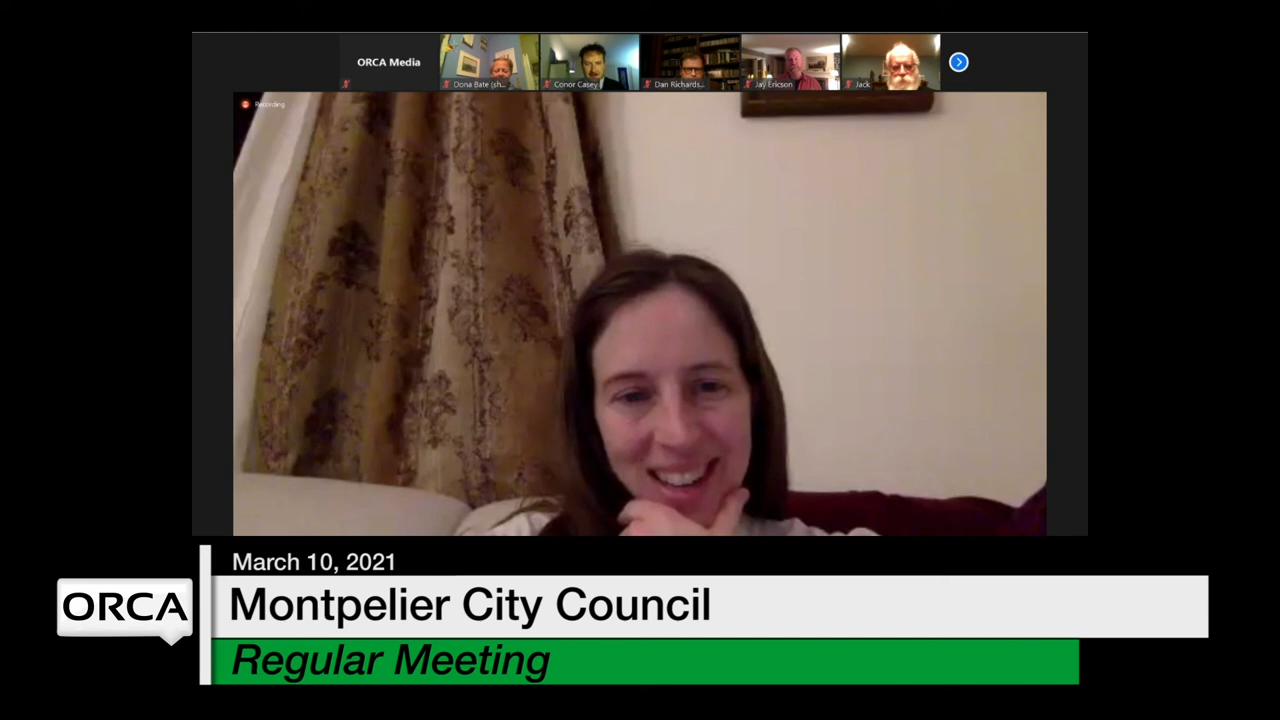 ORCA Media
Dona Bate (sh...
Conor Casey
Dan Richards...
Jay Ericson
Jack
Recording
March 10, 2021
ORCA
Montpelier City Council
Regular Meeting